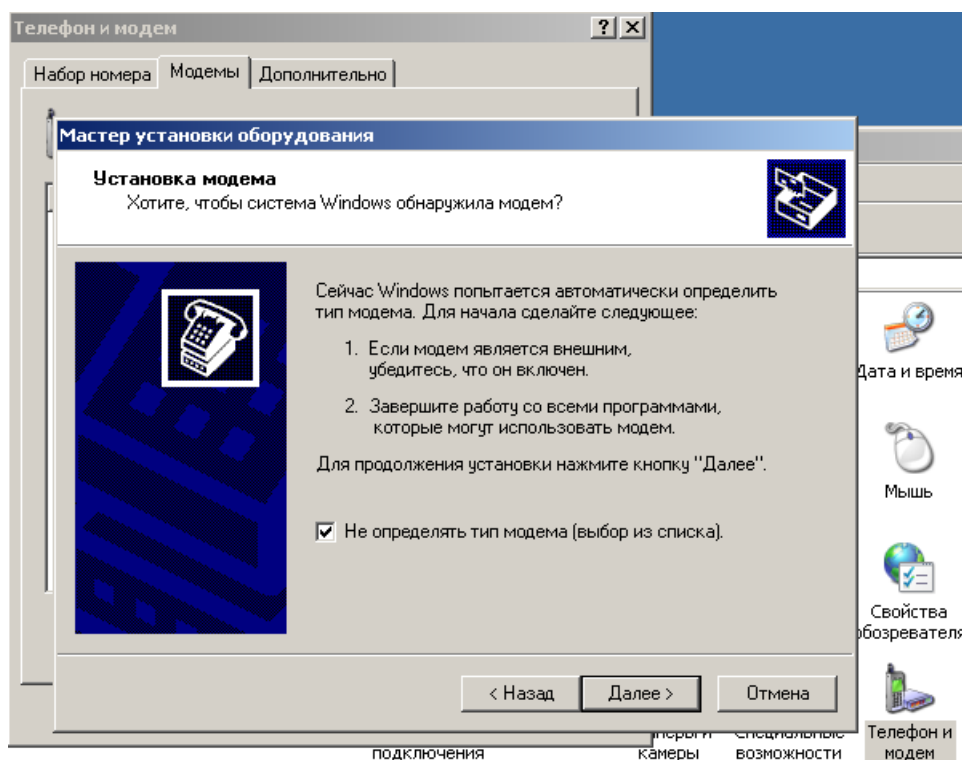 Телефон и модем
Набор номера Модемы Дополнительно
Мастер установки оборудования
Установка модема
Хотите, чтобы система Windows обнаружила модем?
Сейчас Windows попытается автоматически определить
тип модема. Для начала сделайте следующее:
1. Если модем является внешним,
убедитесь, что он включен.
2. Завершите работу со всеми программами,
которые могут использовать модем.
Для продолжения установки нажмите кнопку "Далее".
Не определять тип модема (выбор из списка).
< Назад Далее > Отмена
Дата и время
Мышь
Свойства
обозревателя
Телефон и
модем
подключения
камеры
возможности